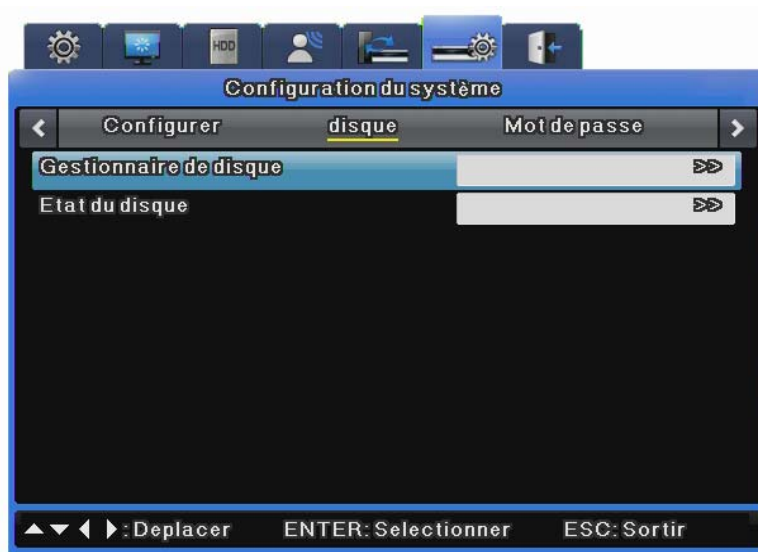 HDD
Configuration du système
Configurer disque Mot de passe
Gestionnaire de disque >>
Etat du disque >>
:Deplacer ENTER:Selectionner ESC:Sortir